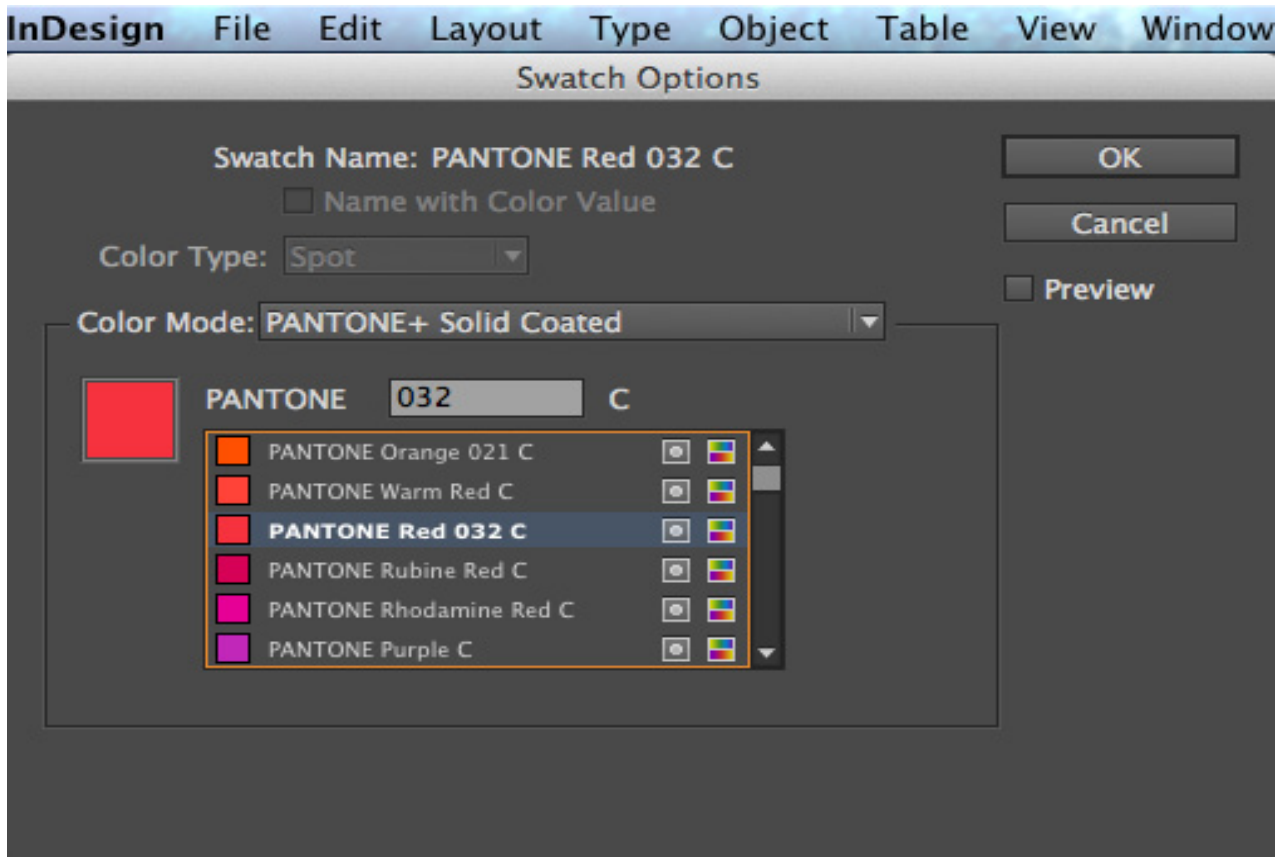 InDesign File Edit Layout Type Object Table View Window
Swatch Options
Swatch Name: PANTONE Red 032 C
OK
Name with Color Value
Cancel
Color Type: Spot
Preview
Color Mode: PANTONE+ Solid Coated
PANTONE 032 C
PANTONE Orange 021 C
PANTONE Warm Red C
PANTONE Red 032 C
PANTONE Rubine Red C
PANTONE Rhodamine Red C
PANTONE Purple C